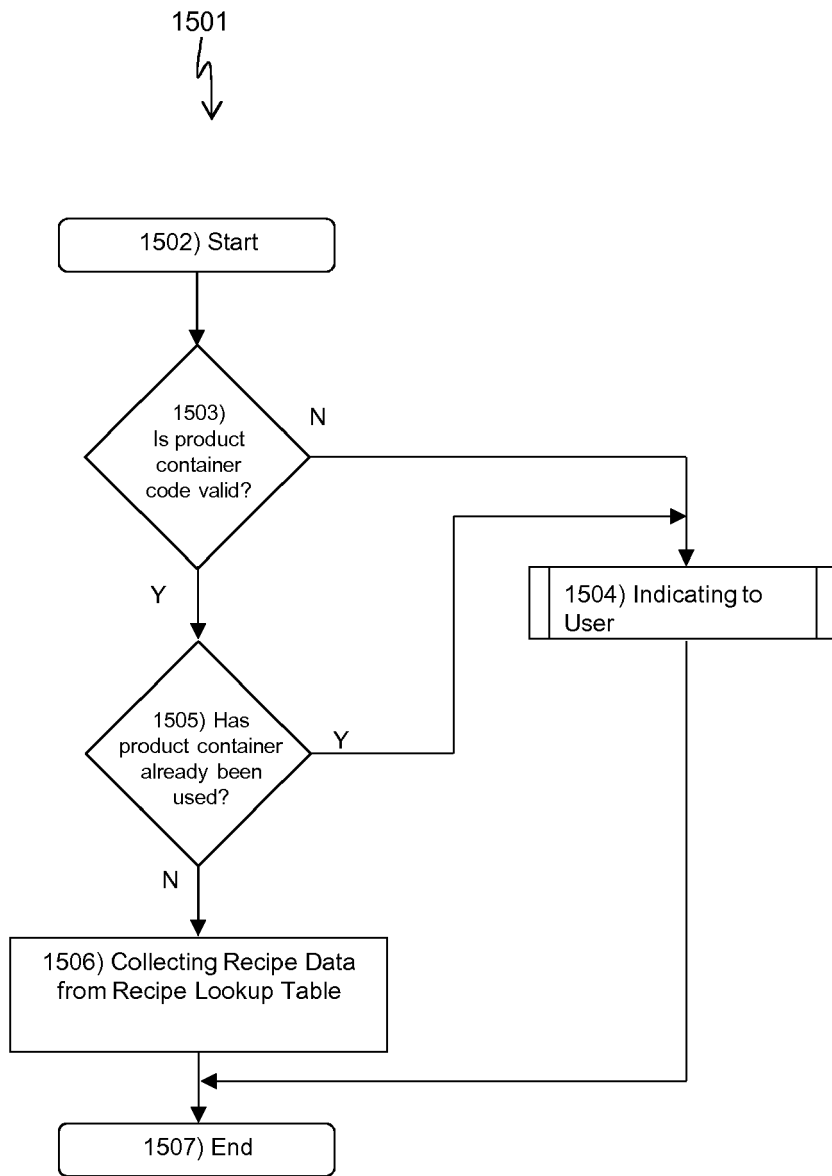 1501
1502) Start
1503)
Is product
container
code valid?
N
Y
1504) Indicating to
User
1505) Has
product container
already been
used?
Y
N
1506) Collecting Recipe Data
from Recipe Lookup Table
1507) End